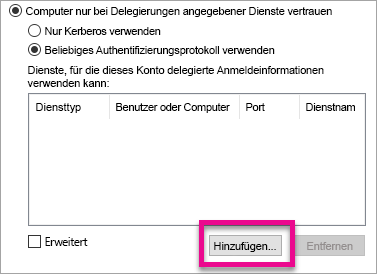 Computer nur bei Delegierungen angegebener Dienste vertrauen
Nur Kerberos verwenden
Beliebiges Authentifizierungsprotokoll verwenden
Dienste, für die dieses Konto delegierte Anmeldeinformationen
verwenden kann:
Diensttyp Benutzer oder Computer Port Dienstnam
Erweitert Hinzufügen... Entfernen